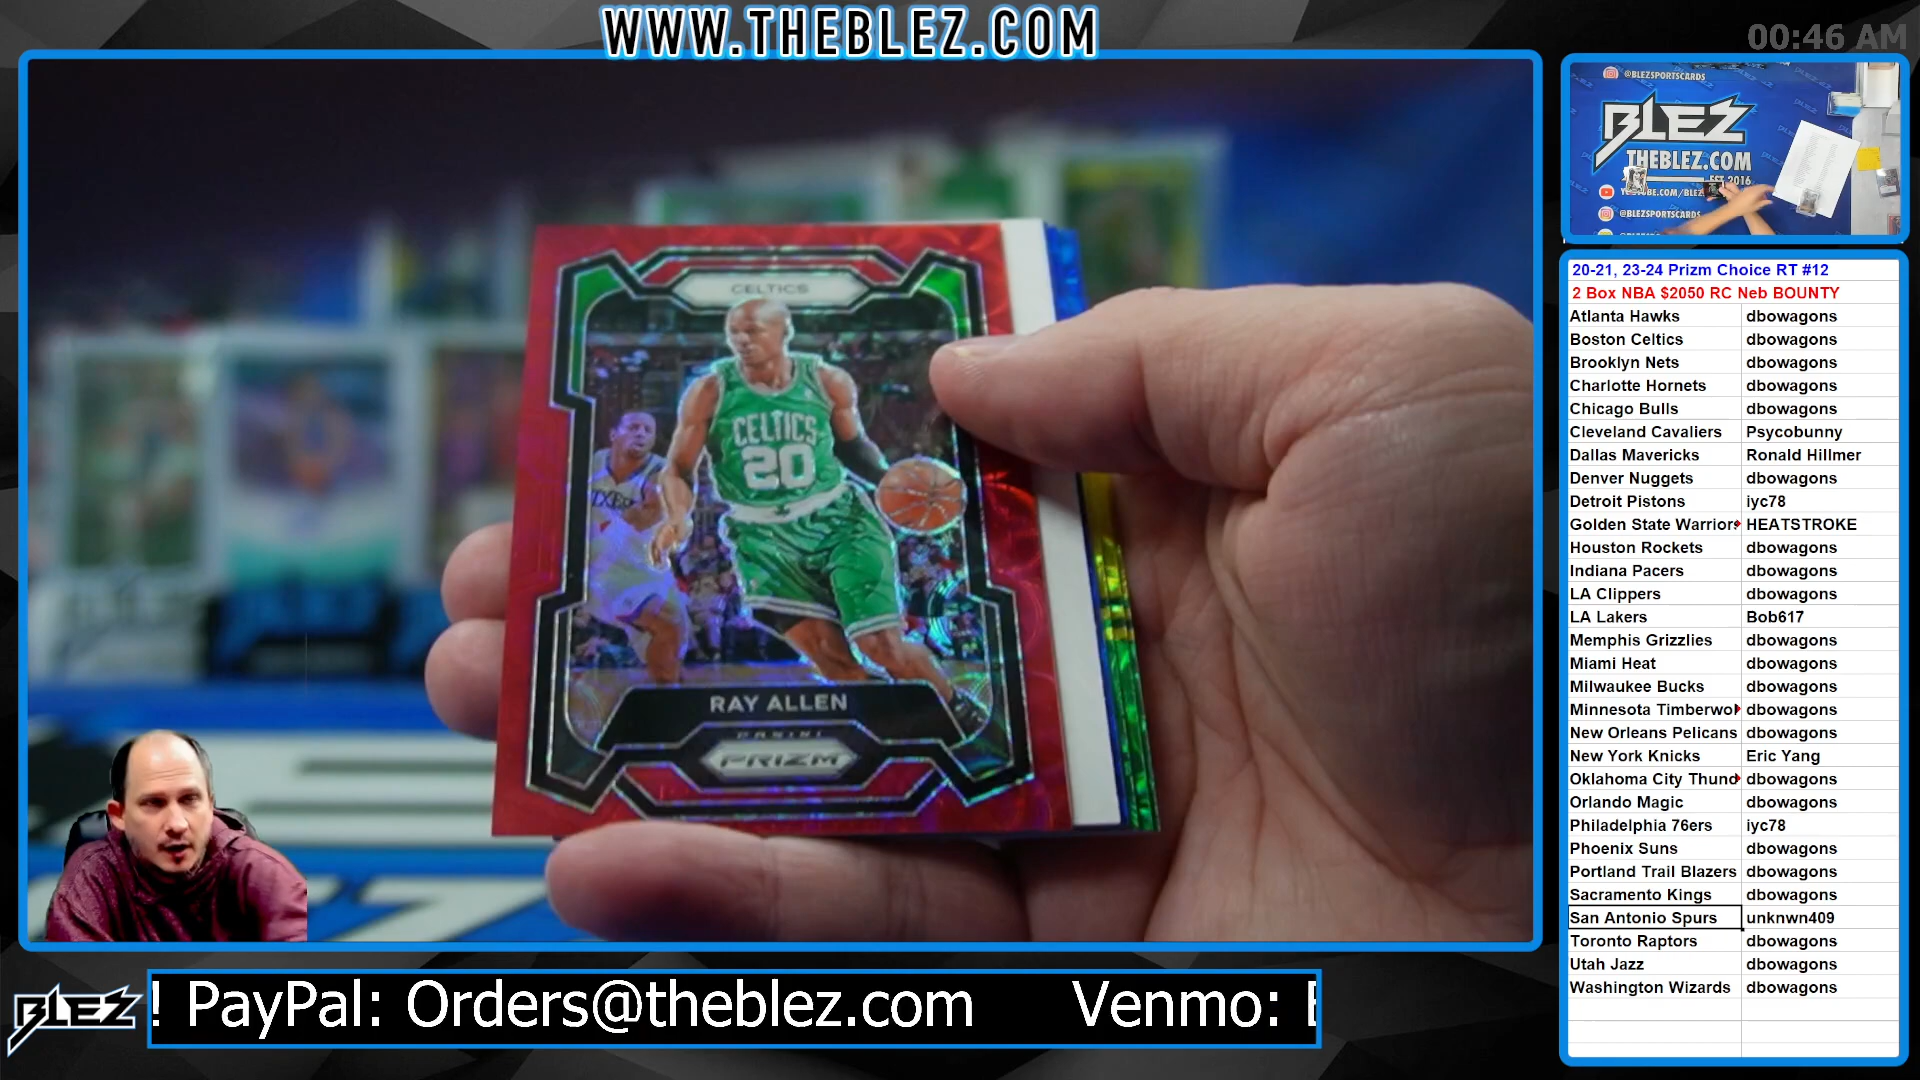 WWW.THEBLEZ.COM
00:46 AM
@BLEZSPORTSCARDS
BLEZ
THEBLEZ.COM
EST 2016
@BLEZSPORTSCARDS
CELTICS
CELTICS
20
RAY ALLEN
PANINI
PRIZM
20-21, 23-24 Prizm Choice RT #12
2 Box NBA $2050 RC Neb BOUNTY
Atlanta Hawks dbowagons
Boston Celtics dbowagons
Brooklyn Nets dbowagons
Charlotte Hornets dbowagons
Chicago Bulls dbowagons
Cleveland Cavaliers Psycobunny
Dallas Mavericks Ronald Hillmer
Denver Nuggets dbowagons
Detroit Pistons iyc78
Golden State Warrior HEATSTROKE
Houston Rockets dbowagons
Indiana Pacers dbowagons
LA Clippers dbowagons
LA Lakers Bob617
Memphis Grizzlies dbowagons
Miami Heat dbowagons
Milwaukee Bucks dbowagons
Minnesota Timberwol dbowagons
New Orleans Pelicans dbowagons
New York Knicks Eric Yang
Oklahoma City Thund dbowagons
Orlando Magic dbowagons
Philadelphia 76ers iyc78
Phoenix Suns dbowagons
Portland Trail Blazers dbowagons
Sacramento Kings dbowagons
San Antonio Spurs unknwn409
Toronto Raptors dbowagons
Utah Jazz dbowagons
Washington Wizards dbowagons
BLEZ
! PayPal: Orders@theblez.com Venmo: